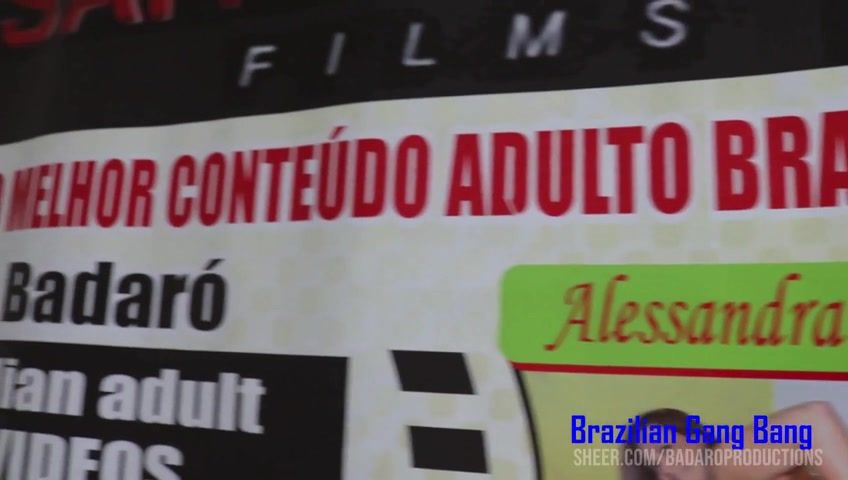 FILMS
MELHOR CONTEÚDO ADULTO BRA
Badaró
Alessandra
lian adult
VIDEOS
Brazilian Gang Bang
SHEER.COM/BADAROPRODUCTIONS